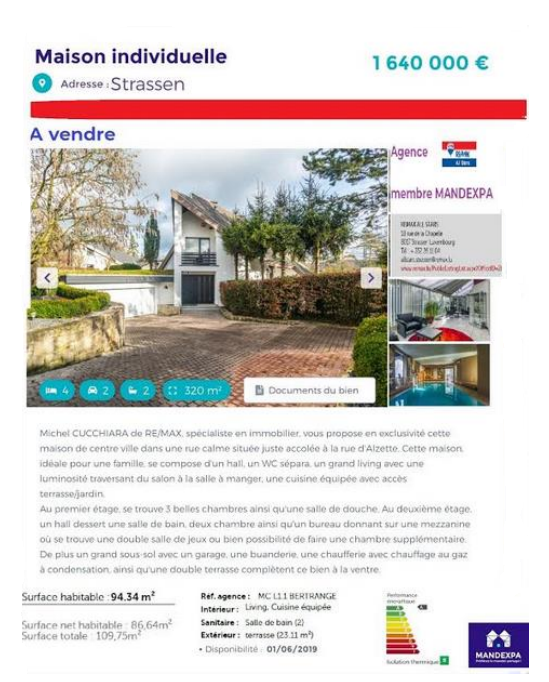 Maison individuelle
1 640 000 €
Adresse : Strassen
A vendre
Agence
RE/MAX
membre MANDEXPA
4
2
2
320 m²
Documents du bien
Michel CUCCHIARA de RE/MAX, spécialiste en immobilier, vous propose en exclusivité cette
maison de centre ville dans une rue calme située juste accolée à la rue d'Alzette. Cette maison,
idéale pour une famille, se compose d'un hall, un WC sépara, un grand living avec une
luminosité traversant du salon à la salle à manger, une cuisine équipée avec accès
terrasse/jardin.
Au premier étage, se trouve 3 belles chambres ainsi qu'une salle de douche. Au deuxième étage,
un hall dessert une salle de bain, deux chambre ainsi qu'un bureau donnant sur une mezzanine
où se trouve une double salle de jeux ou bien possibilité de faire une chambre supplémentaire.
De plus un grand sous-sol avec un garage, une buanderie, une chaufferie avec chauffage au gaz
à condensation, ainsi qu'une double terrasse complètent ce bien à la vente.
Surface habitable : 94.34 m²
Surface net habitable : 86,64m²
Surface totale : 109,75m²
Réf. agence : MC L1.1 BERTRANGE
Intérieur : Living, Cuisine équipée
Sanitaire : Salle de bain (2)
Extérieur : terrasse (23.11 m²)
• Disponibilité : 01/06/2019
Performance
énergétique
Isolation thermique
MANDEXPA